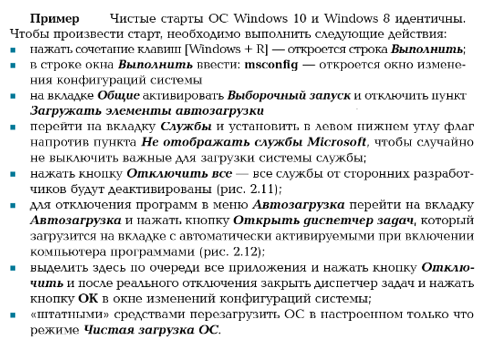 Пример Чистые старты ОС Windows 10 и Windows 8 идентичны.
Чтобы произвести старт, необходимо выполнить следующие действия:
▪ нажать сочетание клавиш [Windows + R] — откроется строка Выполнить;
▪ в строке окна Выполнить ввести: msconfig — откроется окно измене-
ния конфигураций системы
▪ на вкладке Общие активировать Выборочный запуск и отключить пункт
Загружать элементы автозагрузки
▪ перейти на вкладку Службы и установить в левом нижнем углу флаг
напротив пункта Не отображать службы Microsoft, чтобы случайно
не выключить важные для загрузки системы службы;
▪ нажать кнопку Отключить все — все службы от сторонних разработ-
чиков будут деактивированы (рис. 2.11);
▪ для отключения программ в меню Автозагрузка перейти на вкладку
Автозагрузка и нажать кнопку Открыть диспетчер задач, который
загрузится на вкладке с автоматически активируемыми при включении
компьютера программами (рис. 2.12);
▪ выделить здесь по очереди все приложения и нажать кнопку Отклю-
чить и после реального отключения закрыть диспетчер задач и нажать
кнопку ОК в окне изменений конфигураций системы;
▪ «штатными» средствами перезагрузить ОС в настроенном только что
режиме Чистая загрузка ОС.